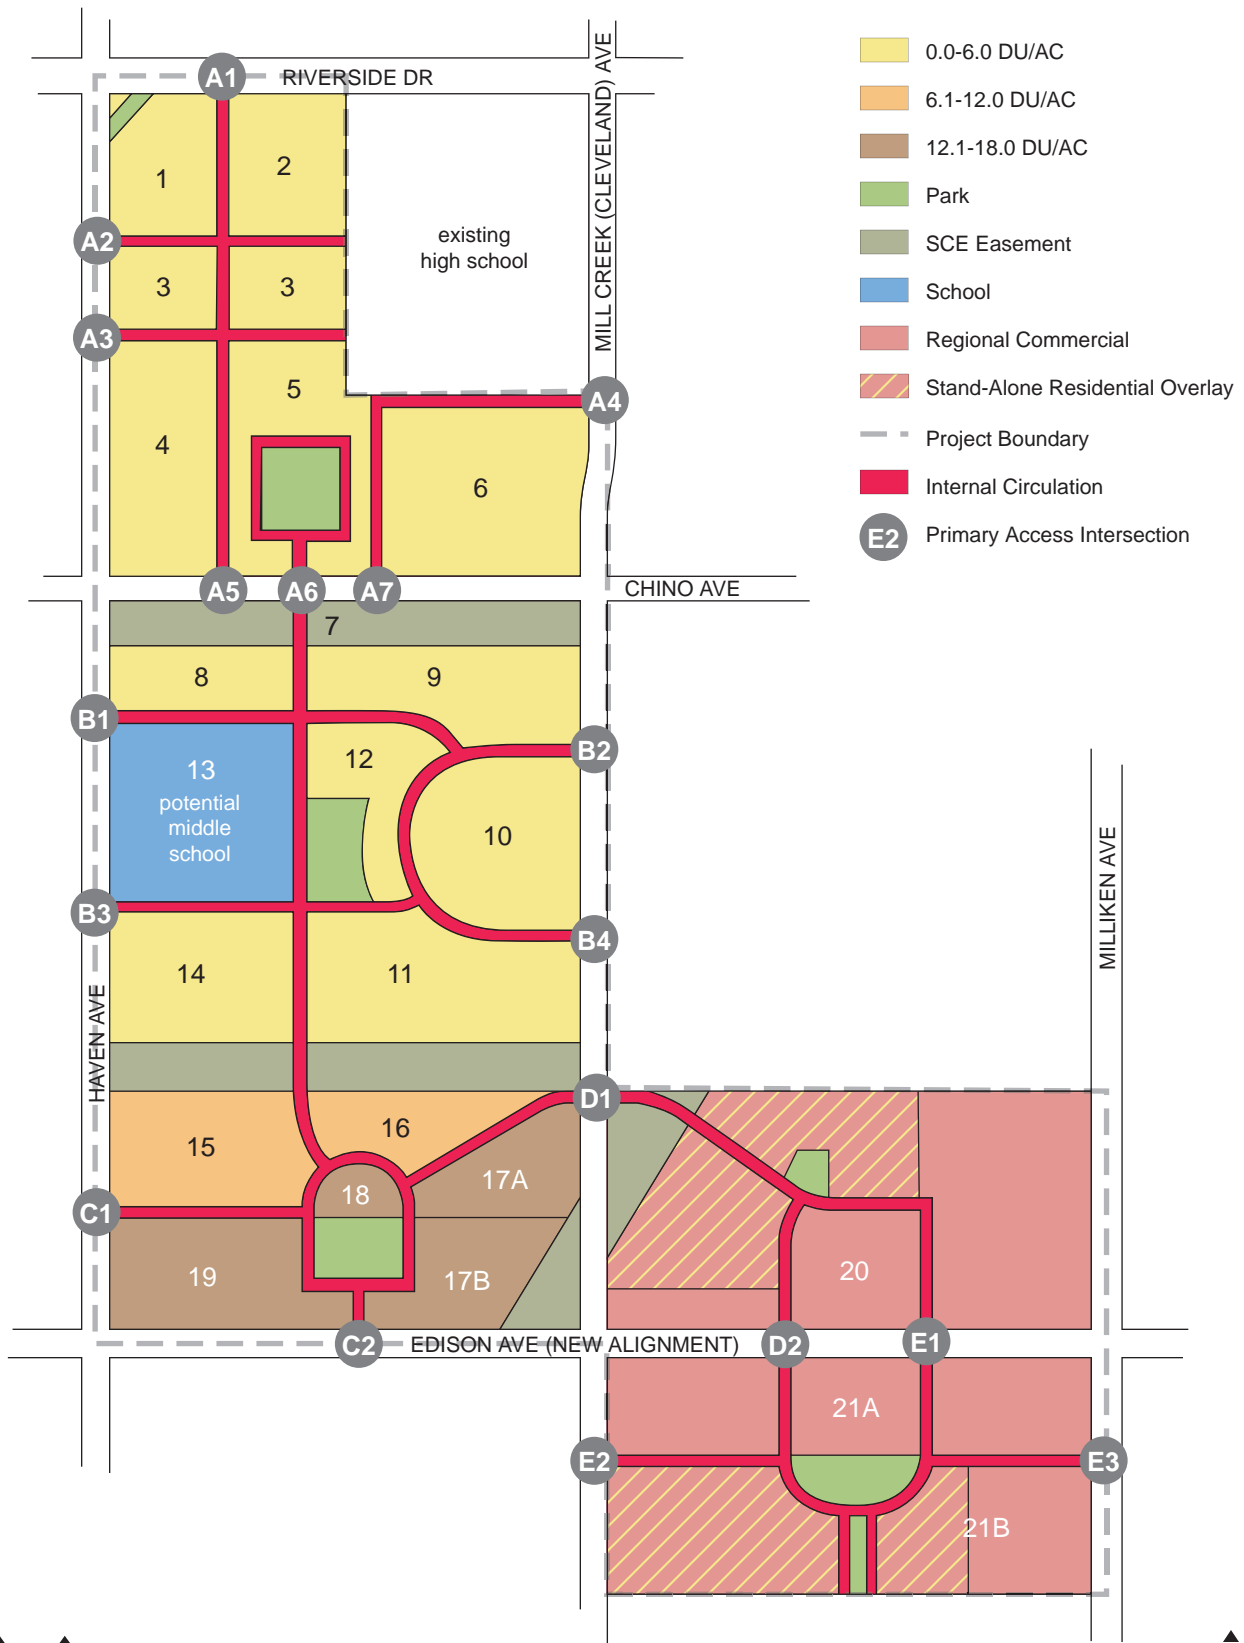 A1
RIVERSIDE DR
MILL CREEK (CLEVELAND) AVE
0.0-6.0 DU/AC
6.1-12.0 DU/AC
12.1-18.0 DU/AC
Park
SCE Easement
School
Regional Commercial
Stand-Alone Residential Overlay
Project Boundary
Internal Circulation
E2
Primary Access Intersection
1
2
A2
existing
high school
3
3
A3
5
A4
4
6
A5
A6
A7
CHINO AVE
7
8
9
B1
B2
12
13
potential
middle
school
10
B3
B4
MILLIKEN AVE
14
11
HAVEN AVE
D1
15
16
17A
18
C1
19
17B
20
C2
EDISON AVE (NEW ALIGNMENT)
D2
E1
21A
E2
E3
21B